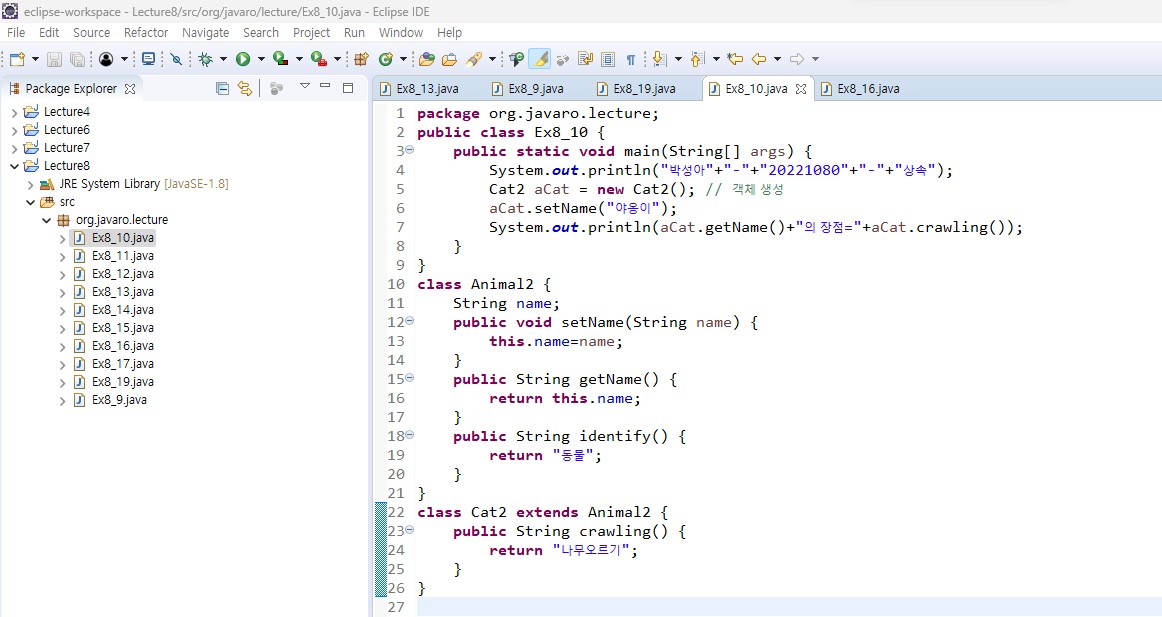 eclipse-workspace - Lecture8/src/org/javaro/lecture/Ex8_10.java - Eclipse IDE
File Edit Source Refactor Navigate Search Project Run Window Help
Package Explorer
Lecture4
Lecture6
Lecture7
Lecture8
JRE System Library [JavaSE-1.8]
src
org.javaro.lecture
Ex8_10.java
Ex8_11.java
Ex8_12.java
Ex8_13.java
Ex8_14.java
Ex8_15.java
Ex8_16.java
Ex8_17.java
Ex8_19.java
Ex8_9.java
Ex8_13.java Ex8_9.java Ex8_19.java Ex8_10.java Ex8_16.java
1 package org.javaro.lecture;
2 public class Ex8_10 {
3 public static void main(String[] args) {
4 System.out.println("박성아"+"-"+"20221080"+"-"+"상속");
5 Cat2 aCat = new Cat2(); // 객체 생성
6 aCat.setName("야옹이");
7 System.out.println(aCat.getName()+"의 장점="+aCat.crawling());
8 }
9 }
10 class Animal2 {
11 String name;
12 public void setName(String name) {
13 this.name=name;
14 }
15 public String getName() {
16 return this.name;
17 }
18 public String identify() {
19 return "동물";
20 }
21 }
22 class Cat2 extends Animal2 {
23 public String crawling() {
24 return "나무오르기";
25 }
26 }
27